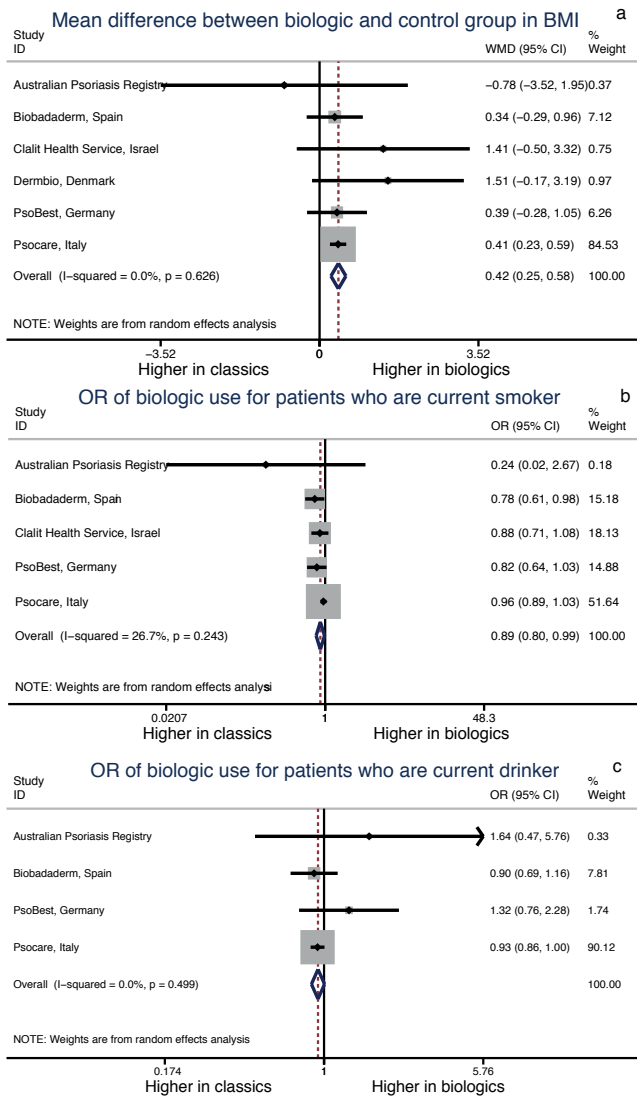 a
Mean difference between biologic and control group in BMI
Study
ID WMD (95% CI) % Weight
Australian Psoriasis Registry −0.78 (−3.52, 1.95) 0.37
Biobadaderm, Spain 0.34 (−0.29, 0.96) 7.12
Clalit Health Service, Israel 1.41 (−0.50, 3.32) 0.75
Dermbio, Denmark 1.51 (−0.17, 3.19) 0.97
PsoBest, Germany 0.39 (−0.28, 1.05) 6.26
Psocare, Italy 0.41 (0.23, 0.59) 84.53
Overall (I−squared = 0.0%, p = 0.626) 0.42 (0.25, 0.58) 100.00
NOTE: Weights are from random effects analysis
−3.52 0 3.52
Higher in classics Higher in biologics
b
OR of biologic use for patients who are current smoker
Study
ID OR (95% CI) % Weight
Australian Psoriasis Registry 0.24 (0.02, 2.67) 0.18
Biobadaderm, Spain 0.78 (0.61, 0.98) 15.18
Clalit Health Service, Israel 0.88 (0.71, 1.08) 18.13
PsoBest, Germany 0.82 (0.64, 1.03) 14.88
Psocare, Italy 0.96 (0.89, 1.03) 51.64
Overall (I−squared = 26.7%, p = 0.243) 0.89 (0.80, 0.99) 100.00
NOTE: Weights are from random effects analysi
0.0207 1 48.3
Higher in classics Higher in biologics
c
OR of biologic use for patients who are current drinker
Study
ID OR (95% CI) % Weight
Australian Psoriasis Registry 1.64 (0.47, 5.76) 0.33
Biobadaderm, Spain 0.90 (0.69, 1.16) 7.81
PsoBest, Germany 1.32 (0.76, 2.28) 1.74
Psocare, Italy 0.93 (0.86, 1.00) 90.12
Overall (I−squared = 0.0%, p = 0.499) 100.00
NOTE: Weights are from random effects analysis
0.174 1 5.76
Higher in classics Higher in biologics